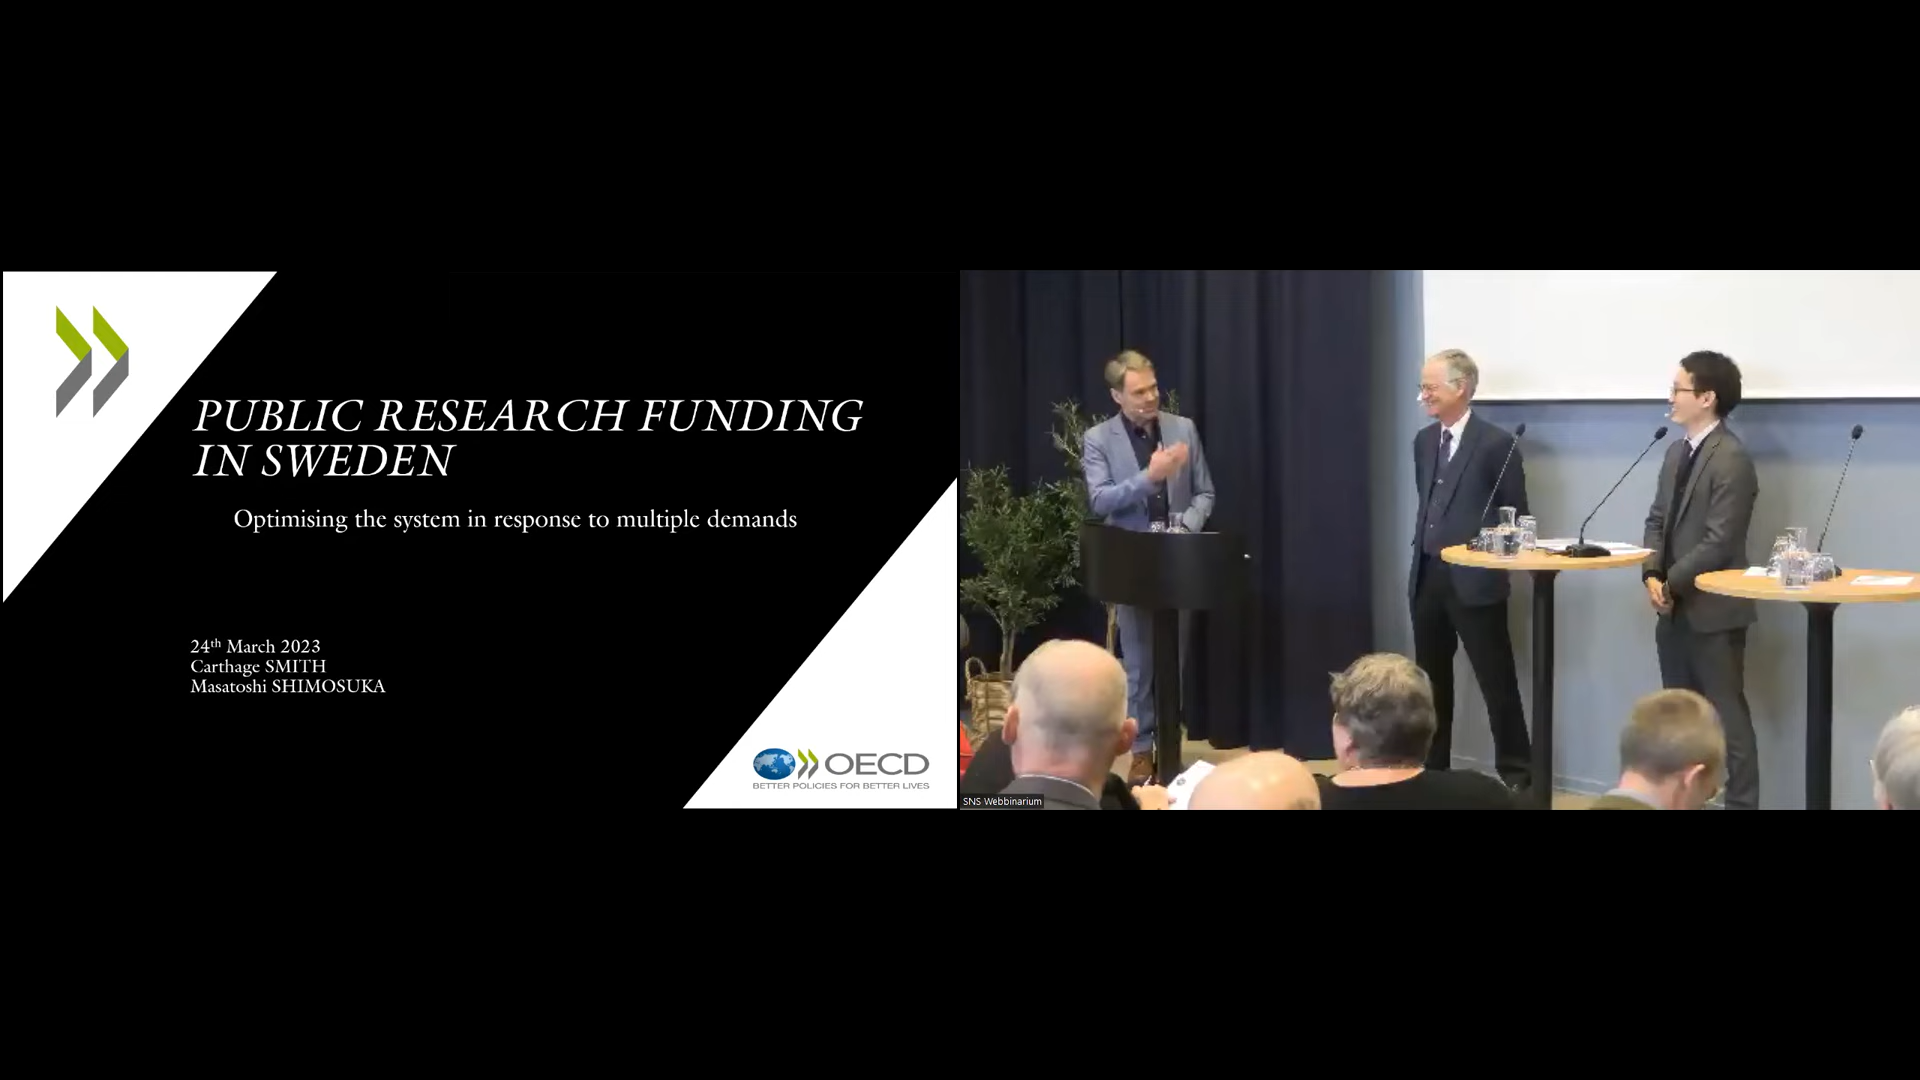 PUBLIC RESEARCH FUNDING
IN SWEDEN
Optimising the system in response to multiple demands
24th March 2023
Carthage SMITH
Masatoshi SHIMOSUKA
OECD
BETTER POLICIES FOR BETTER LIVES
SNS Webbinarium